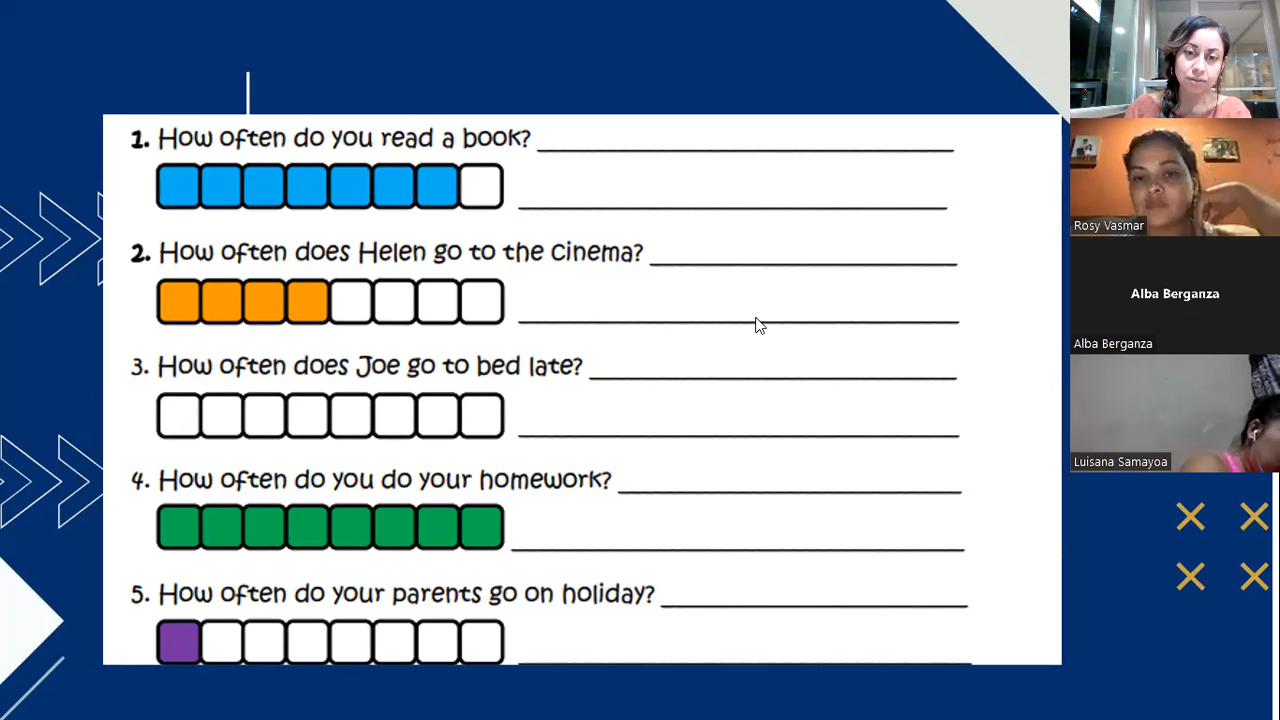 1. How often do you read a book?
2. How often does Helen go to the cinema?
3. How often does Joe go to bed late?
4. How often do you do your homework?
5. How often do your parents go on holiday?
Rosy Vasmar
Alba Berganza
Alba Berganza
Luisana Samayoa